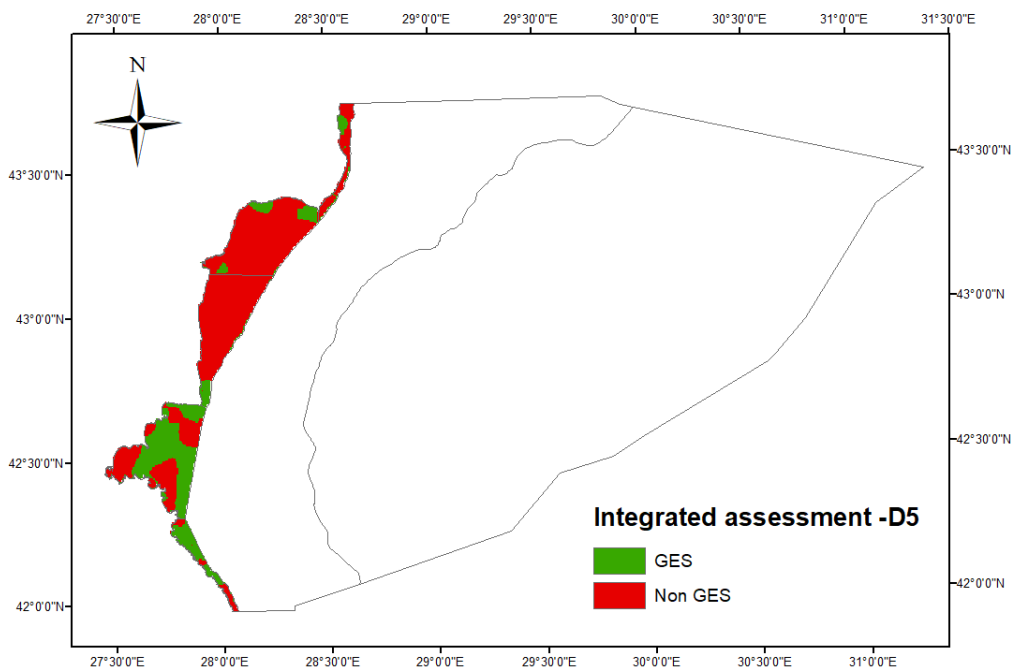 27°30'0"E 28°0'0"E 28°30'0"E 29°0'0"E 29°30'0"E 30°0'0"E 30°30'0"E 31°0'0"E 31°30'0"E
N
43°30'0"N
43°30'0"N
43°0'0"N
43°0'0"N
42°30'0"N
42°30'0"N
Integrated assessment -D5
GES
Non GES
42°0'0"N
42°0'0"N
27°30'0"E 28°0'0"E 28°30'0"E 29°0'0"E 29°30'0"E 30°0'0"E 30°30'0"E 31°0'0"E